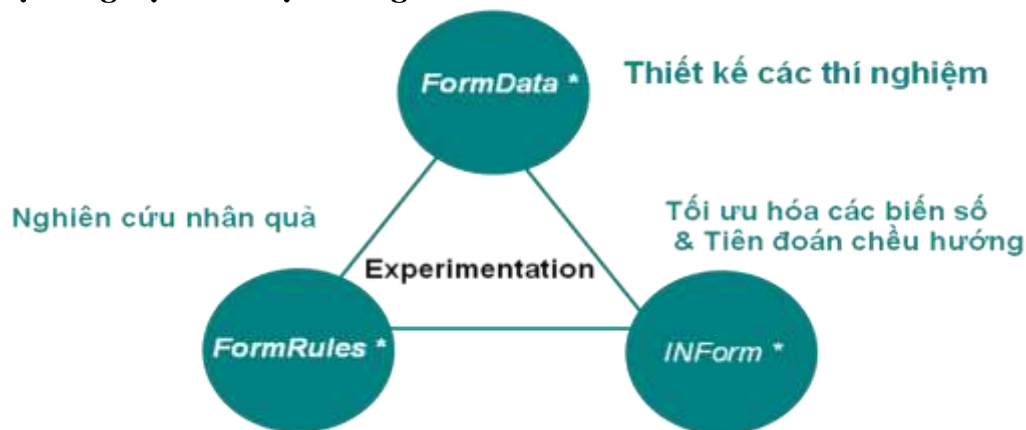 FormData *
Thiết kế các thí nghiệm
Nghiên cứu nhân quả
Tối ưu hóa các biến số
& Tiên đoán chều hướng
Experimentation
FormRules *
INForm *